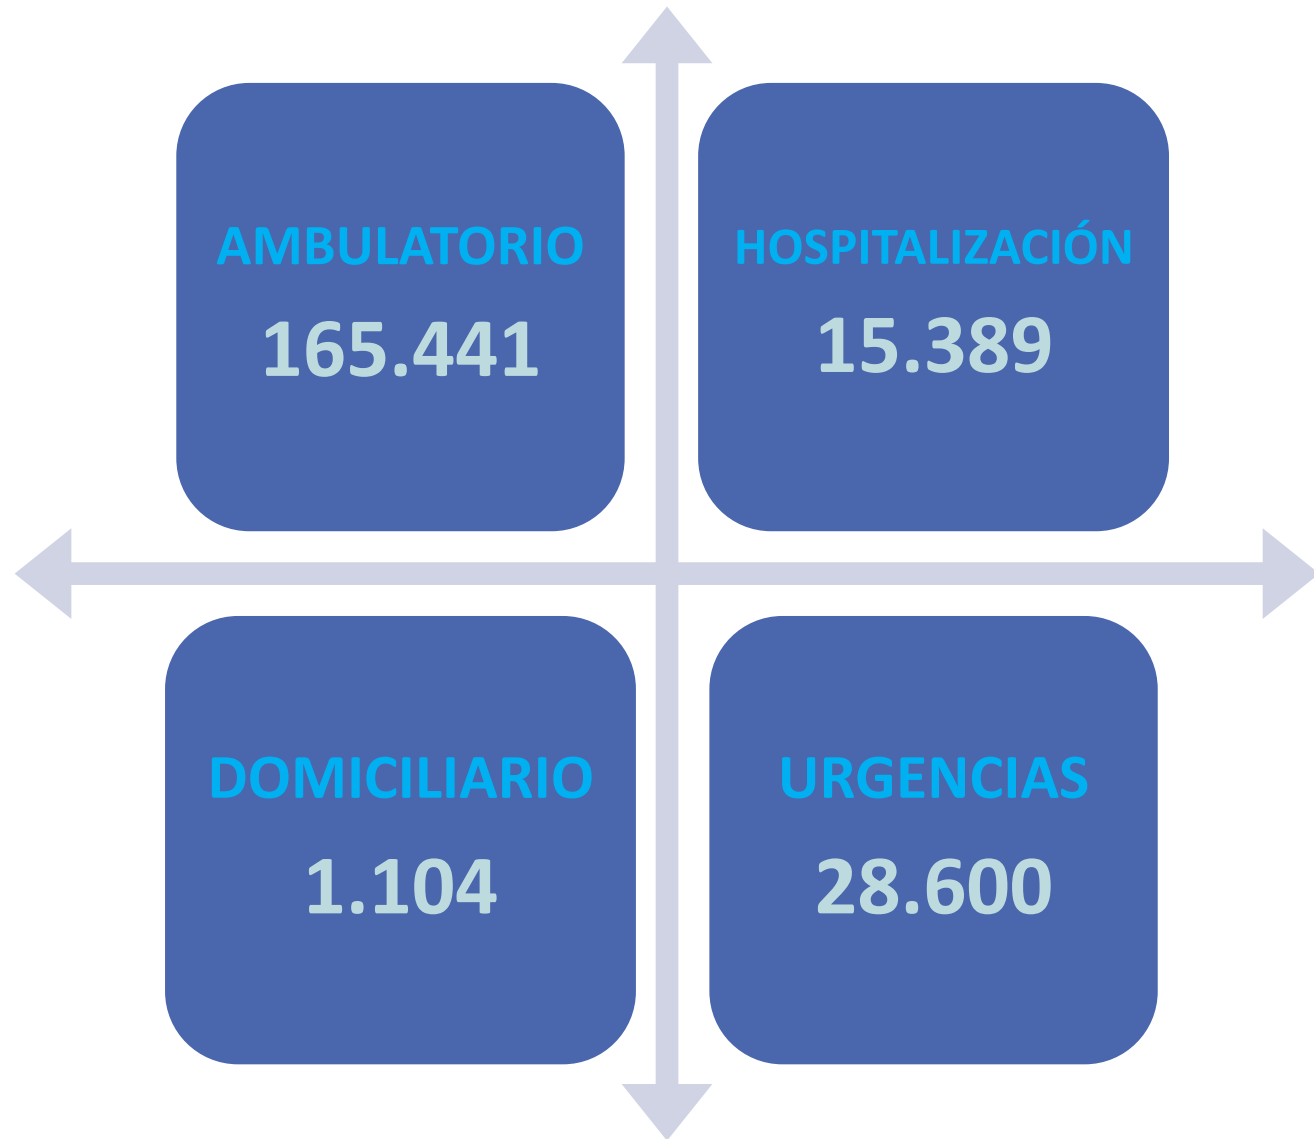 AMBULATORIO
165.441
HOSPITALIZACIÓN
15.389
DOMICILIARIO
1.104
URGENCIAS
28.600